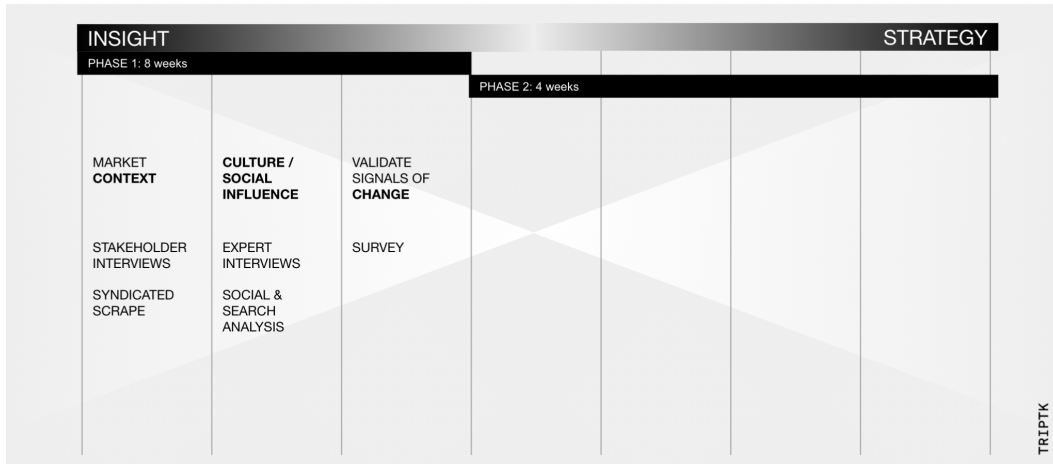 INSIGHT
STRATEGY
PHASE 1: 8 weeks
PHASE 2: 4 weeks
MARKET
CONTEXT
CULTURE /
SOCIAL
INFLUENCE
VALIDATE
SIGNALS OF
CHANGE
STAKEHOLDER
INTERVIEWS
EXPERT
INTERVIEWS
SURVEY
SYNDICATED
SCRAPE
SOCIAL &
SEARCH
ANALYSIS
TRIPTK